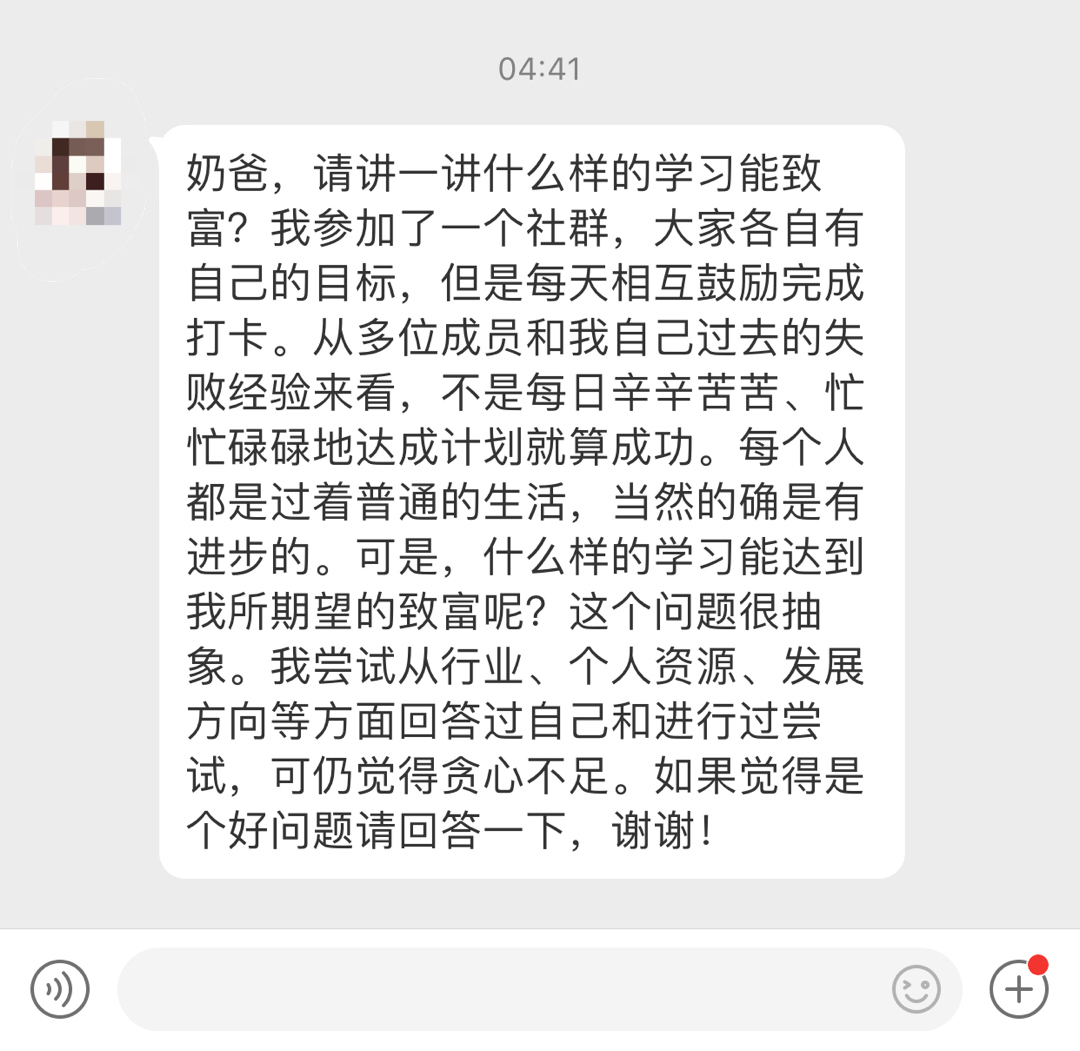 04:41
奶爸，请讲一讲什么样的学习能致
富？我参加了一个社群，大家各自有
自己的目标，但是每天相互鼓励完成
打卡。从多位成员和我自己过去的失
败经验来看，不是每日辛辛苦苦、忙
忙碌碌地达成计划就算成功。每个人
都是过着普通的生活，当然的确是有
进步的。可是，什么样的学习能达到
我所期望的致富呢？这个问题很抽
象。我尝试从行业、个人资源、发展
方向等方面回答过自己和进行过尝
试，可仍觉得贪心不足。如果觉得是
个好问题请回答一下，谢谢！